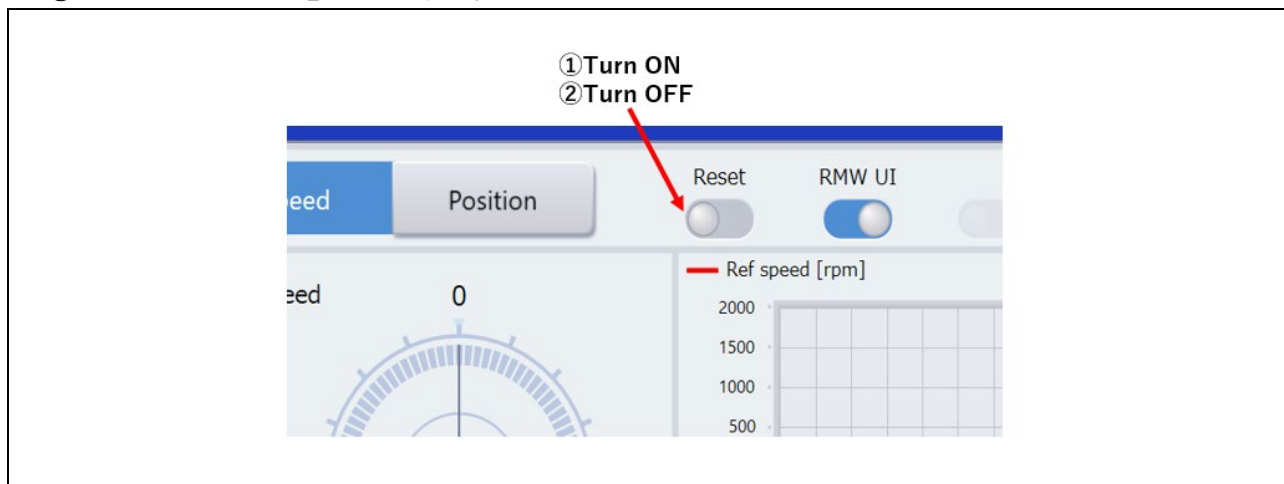 ①Turn ON
②Turn OFF
eed
Position
Reset
RMW UI
Ref speed [rpm]
eed
0
2000
1500
1000
500